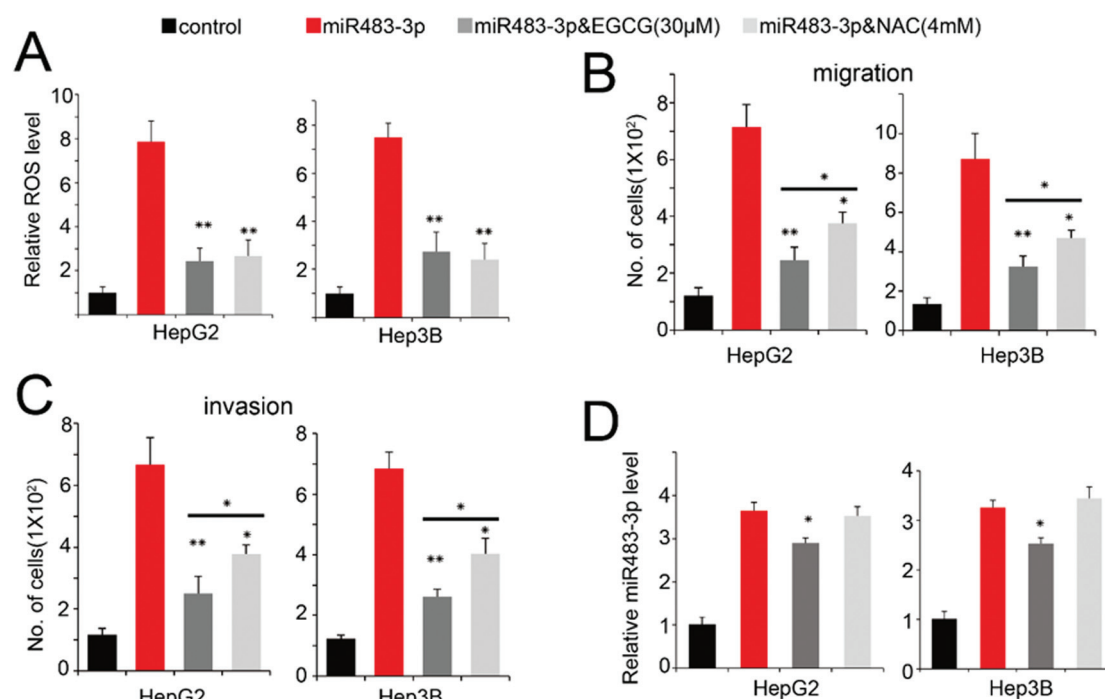 control miR483-3p miR483-3p&EGCG(30μM) miR483-3p&NAC(4mM)
A
Relative ROS level
10
8
6
4
2
** **
HepG2
8
6
4
2
0
** **
Hep3B
B
migration
No. of cells(1X10²)
8
6
4
2
0
*
** *
HepG2
10
8
6
4
2
0
*
** *
Hep3B
C
invasion
No. of cells(1X10²)
8
6
4
2
0
*
** *
HepG2
8
6
4
2
0
*
** *
Hep3B
D
Relative miR483-3p level
4
3
2
1
0
*
HepG2
4
3
2
1
0
*
Hep3B